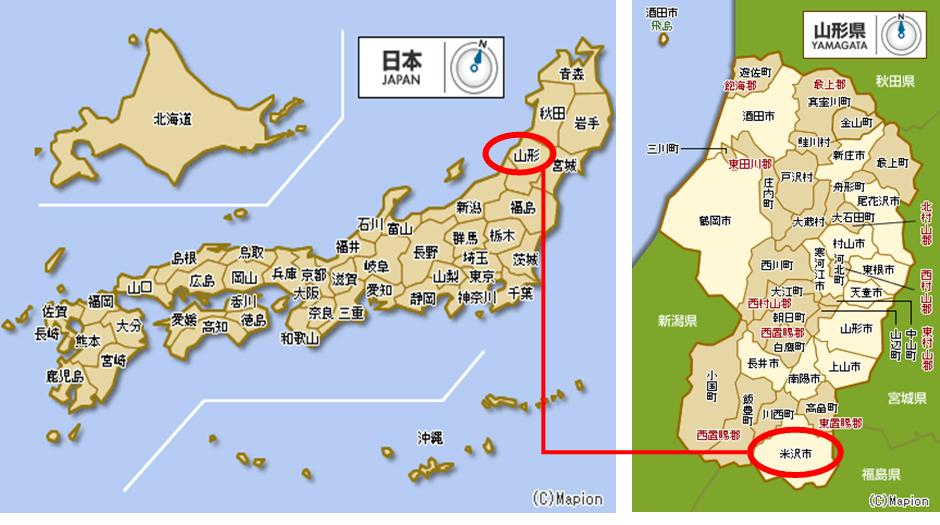 日本
JAPAN
N
北海道
青森
秋田
岩手
山形
宮城
新潟
福島
石川
富山
福井
長野
群馬
栃木
埼玉
茨城
山梨
東京
千葉
神奈川
静岡
岐阜
愛知
滋賀
三重
京都
兵庫
大阪
奈良
和歌山
鳥取
島根
岡山
広島
山口
香川
徳島
愛媛
高知
福岡
佐賀
長崎
大分
熊本
宮崎
鹿児島
沖縄
(C)Mapion
酒田市
飛島
山形県
YAMAGATA
N
秋田県
遊佐町
飽海郡
最上郡
真室川町
金山町
酒田市
鮭川村
新庄市
最上町
三川町
東田川郡
庄内町
戸沢村
舟形町
尾花沢市
鶴岡市
大蔵村
大石田町
北村山郡
村山市
西川町
寒河江市
河北町
東根市
西村山郡
大江町
天童市
西村山郡
朝日町
新潟県
西置賜郡
白鷹町
山形市
山辺町
中山町
東村山郡
長井市
南陽市
上山市
小国町
飯豊町
川西町
高畠町
宮城県
西置賜郡
東置賜郡
米沢市
福島県
(C)Mapion